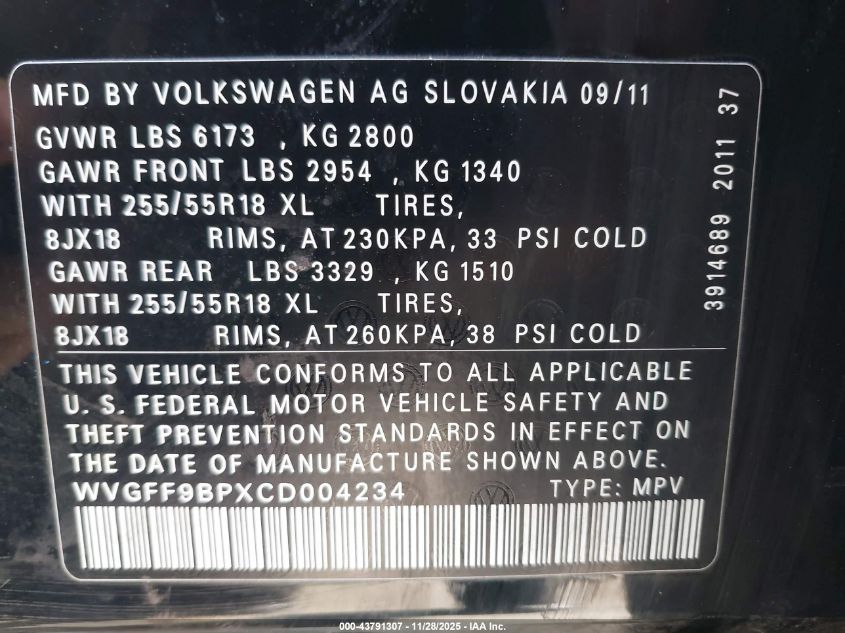 MFD BY VOLKSWAGEN AG SLOVAKIA 09/11
GVWR LBS 6173 , KG 2800
GAWR FRONT LBS 2954 , KG 1340
WITH 255/55R18 XL TIRES,
8JX18 RIMS, AT 230KPA, 33 PSI COLD
GAWR REAR LBS 3329 , KG 1510
WITH 255/55R18 XL TIRES,
8JX18 RIMS, AT 260KPA, 38 PSI COLD
THIS VEHICLE CONFORMS TO ALL APPLICABLE
U. S. FEDERAL MOTOR VEHICLE SAFETY AND
THEFT PREVENTION STANDARDS IN EFFECT ON
THE DATE OF MANUFACTURE SHOWN ABOVE.
WVGFF9BPXCD004234 TYPE: MPV
3914689 2011 37
000-43791307 - 11/28/2025 - IAA Inc.